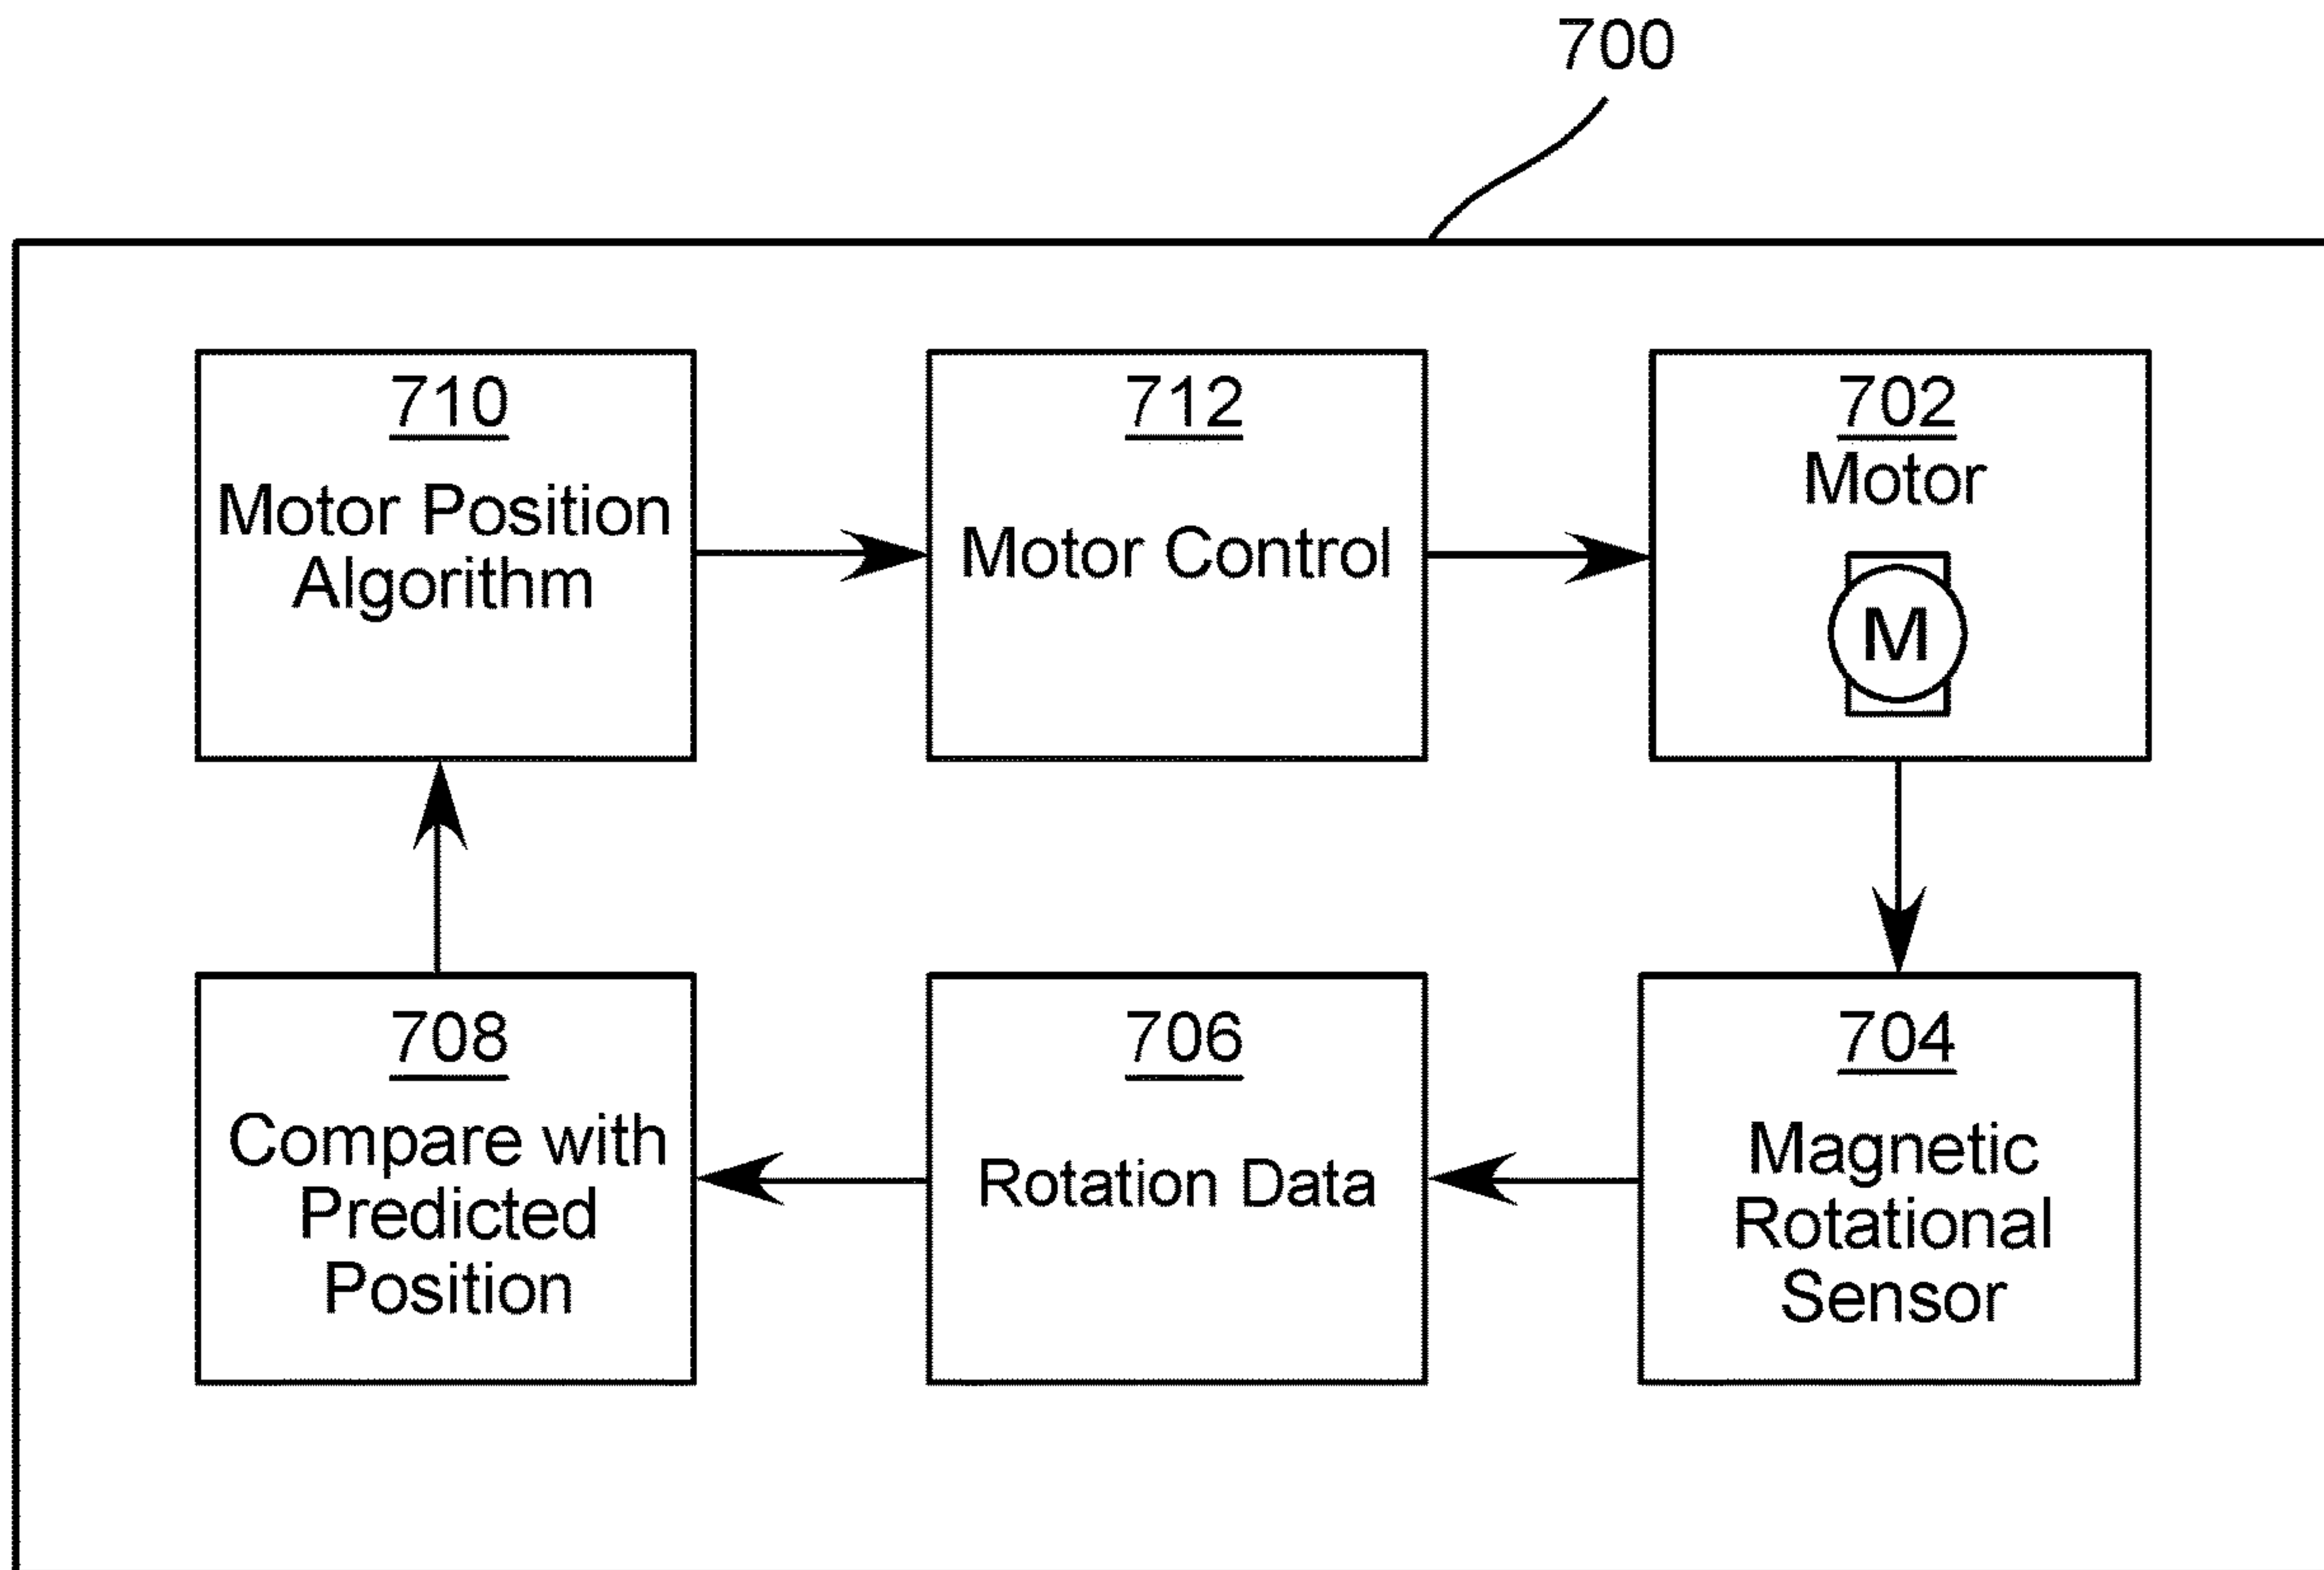 700
710
Motor Position
Algorithm
712
Motor Control
702
Motor
M
708
Compare with
Predicted
Position
706
Rotation Data
704
Magnetic
Rotational
Sensor